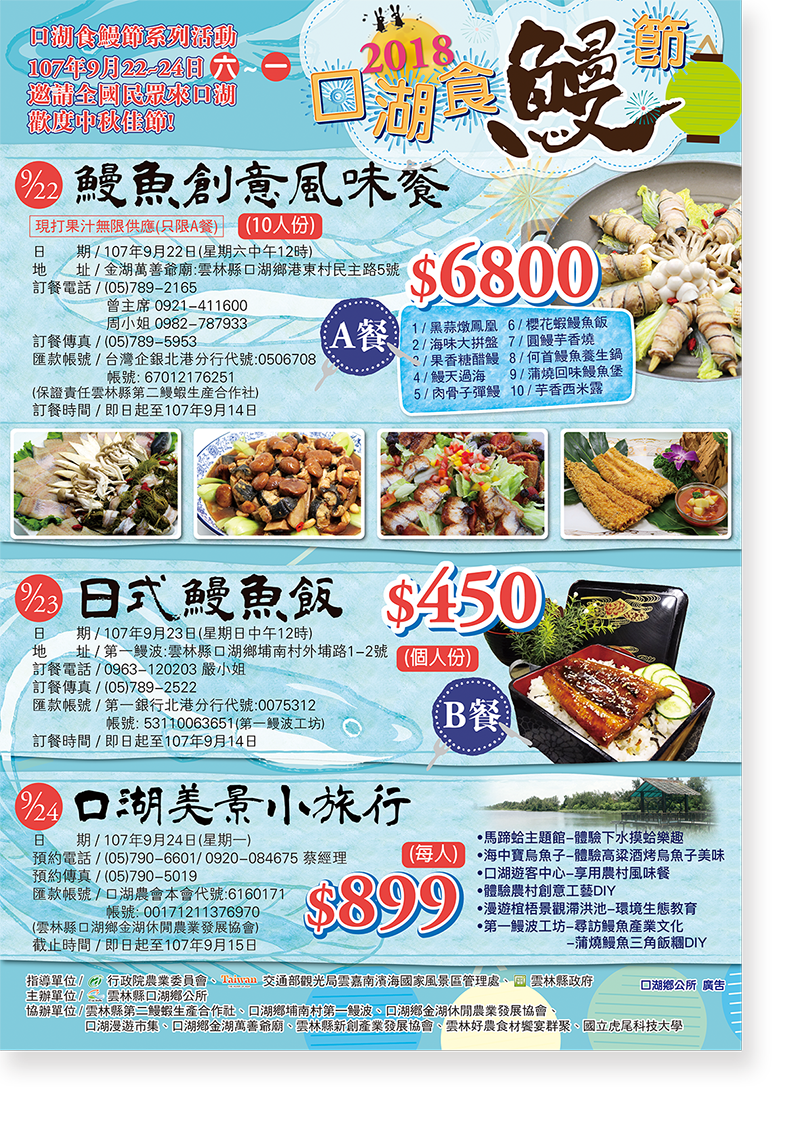 口湖食鰻節系列活動
107年9月22~24日 六~一
邀請全國民眾來口湖
歡度中秋佳節!
2018
口湖食鰻節
9/22 鰻魚創意風味餐
現打果汁無限供應(只限A餐) (10人份)
日　期/107年9月22日(星期六中午12時)
地　址/金湖萬善爺廟:雲林縣口湖鄉港東村民主路5號
訂餐電話/(05)789-2165
曾主席 0921-411600
周小姐 0982-787933
訂餐傳真/(05)789-5953
匯款帳號/台灣企銀北港分行代號:0506708
帳號: 67012176251
(保證責任雲林縣第二鰻蝦生產合作社)
訂餐時間/即日起至107年9月14日
$6800
A餐
1/黑蒜燉鳳凰 6/櫻花蝦鰻魚飯
2/海味大拼盤 7/圓鰻芋香燒
3/果香糖醋鰻 8/何首鰻魚養生鍋
4/鰻天過海 9/蒲燒回味鰻魚堡
5/肉骨子彈鰻 10/芋香西米露
9/23 日式鰻魚飯
$450
日　期/107年9月23日(星期日中午12時)
地　址/第一鰻波:雲林縣口湖鄉埔南村外埔路1-2號
(個人份)
訂餐電話/0963-120203 嚴小姐
訂餐傳真/(05)789-2522
匯款帳號/第一銀行北港分行代號:0075312
帳號: 53110063651(第一鰻波工坊)
訂餐時間/即日起至107年9月14日
B餐
9/24 口湖美景小旅行
日　期/107年9月24日(星期一)
預約電話/(05)790-6601/ 0920-084675 蔡經理
預約傳真/(05)790-5019
匯款帳號/口湖農會本會代號:6160171
帳號: 00171211376970
(雲林縣口湖鄉金湖休閒農業發展協會)
截止時間/即日起至107年9月15日
(每人)
$899
•馬蹄蛤主題館-體驗下水摸蛤樂趣
•海中寶烏魚子-體驗高粱酒烤烏魚子美味
•口湖遊客中心-享用農村風味餐
•體驗農村創意工藝DIY
•漫遊椬梧景觀滯洪池-環境生態教育
•第一鰻波工坊-尋訪鰻魚產業文化
-蒲燒鰻魚三角飯糰DIY
指導單位/ 行政院農業委員會、Taiwan 交通部觀光局雲嘉南濱海國家風景區管理處、 雲林縣政府
口湖鄉公所 廣告
主辦單位/ 雲林縣口湖鄉公所
協辦單位/雲林縣第二鰻蝦生產合作社、口湖鄉埔南村第一鰻波、口湖鄉金湖休閒農業發展協會、
口湖漫遊市集、口湖鄉金湖萬善爺廟、雲林縣新創產業發展協會、雲林好農食材饗宴群聚、國立虎尾科技大學